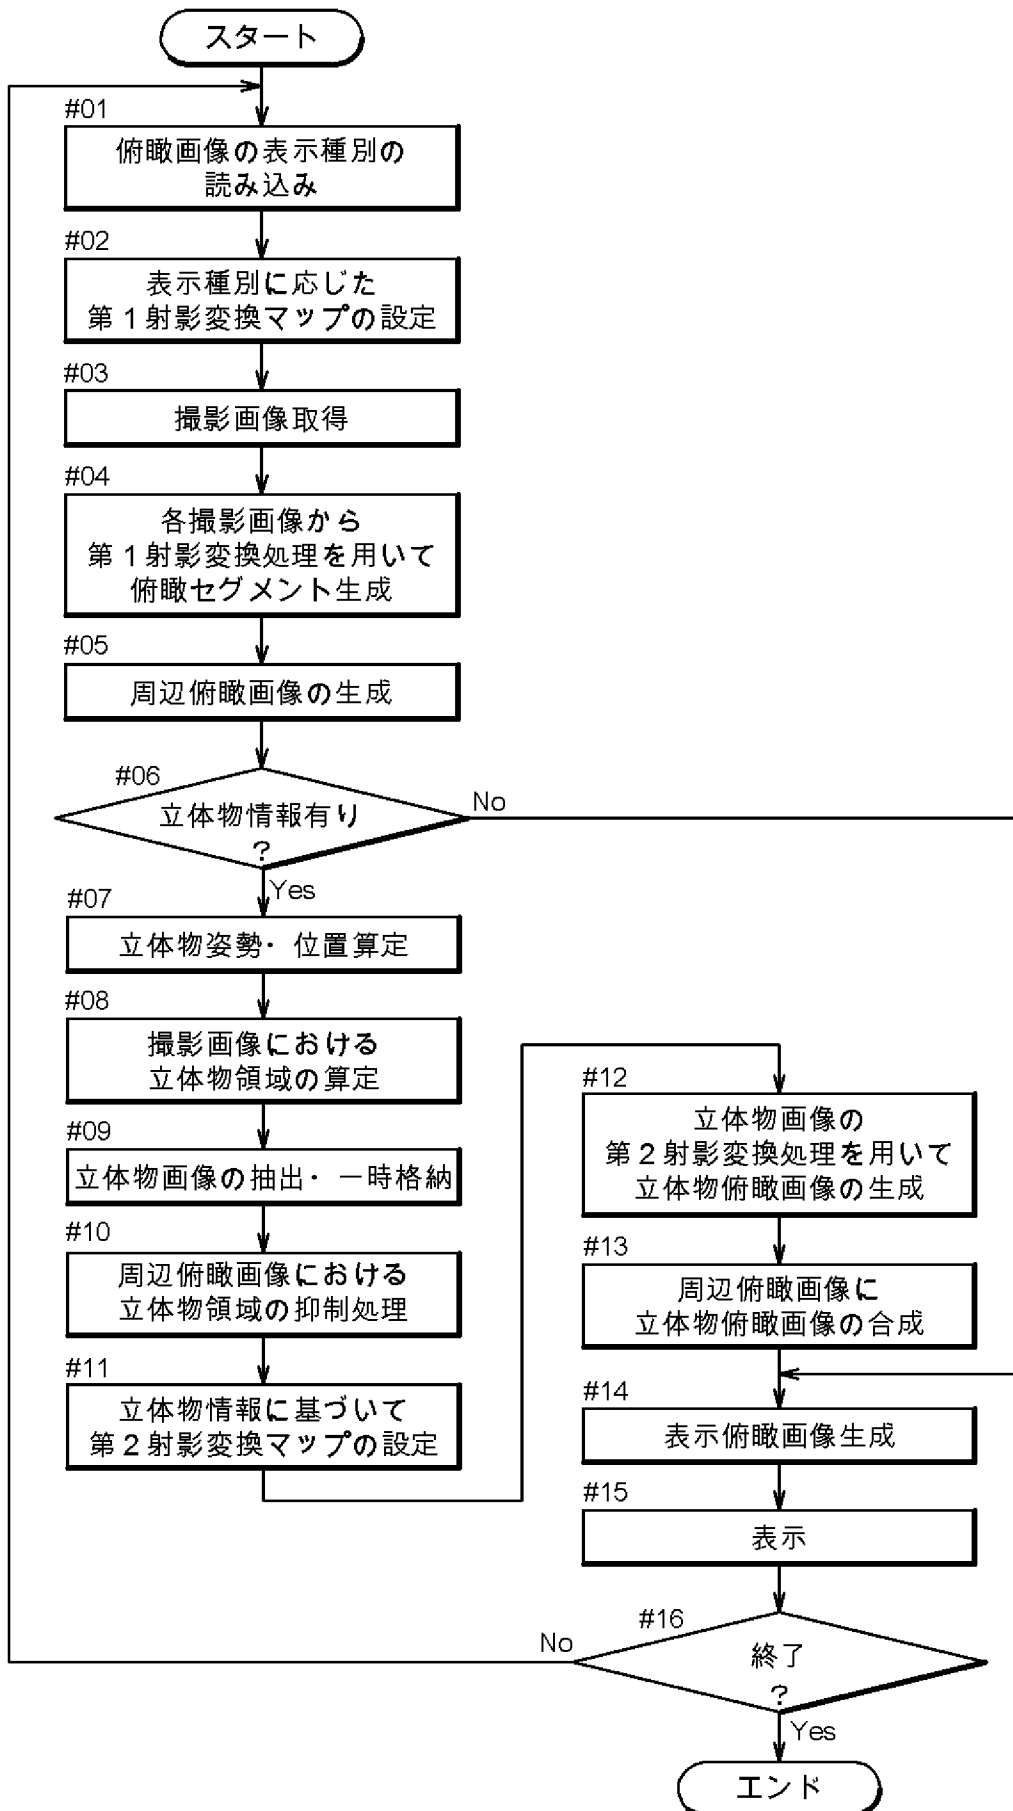 スタート
#01
俯瞰画像の表示種別の
読み込み
#02
表示種別に応じた
第1射影変換マップの設定
#03
撮影画像取得
#04
各撮影画像から
第1射影変換処理を用いて
俯瞰セグメント生成
#05
周辺俯瞰画像の生成
#06
立体物情報有り
?
No
Yes
#07
立体物姿勢・位置算定
#08
撮影画像における
立体物領域の算定
#09
立体物画像の抽出・一時格納
#10
周辺俯瞰画像における
立体物領域の抑制処理
#11
立体物情報に基づいて
第2射影変換マップの設定
#12
立体物画像の
第2射影変換処理を用いて
立体物俯瞰画像の生成
#13
周辺俯瞰画像に
立体物俯瞰画像の合成
#14
表示俯瞰画像生成
#15
表示
#16
終了
?
No
Yes
エンド